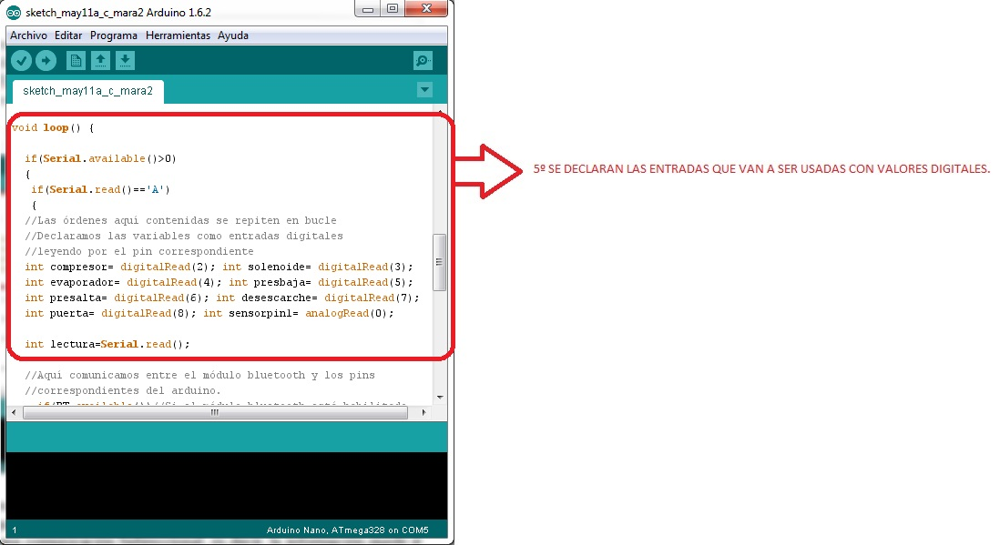 sketch_may11a_c_mara2 Arduino 1.6.2
Archivo Editar Programa Herramientas Ayuda
sketch_may11a_c_mara2
void loop() {
if(Serial.available()>0)
{
if(Serial.read()=='A')
{
//Las órdenes aquí contenidas se repiten en bucle
//Declaramos las variables como entradas digitales
//leyendo por el pin correspondiente
int compresor= digitalRead(2); int solenoide= digitalRead(3);
int evaporador= digitalRead(4); int presbaja= digitalRead(5);
int presalta= digitalRead(6); int desescarche= digitalRead(7);
int puerta= digitalRead(8); int sensorpin1= analogRead(0);
int lectura=Serial.read();
//Aquí comunicamos entre el módulo bluetooth y los pins
//correspondientes del arduino.
5º SE DECLARAN LAS ENTRADAS QUE VAN A SER USADAS CON VALORES DIGITALES.
1
Arduino Nano, ATmega328 on COM5